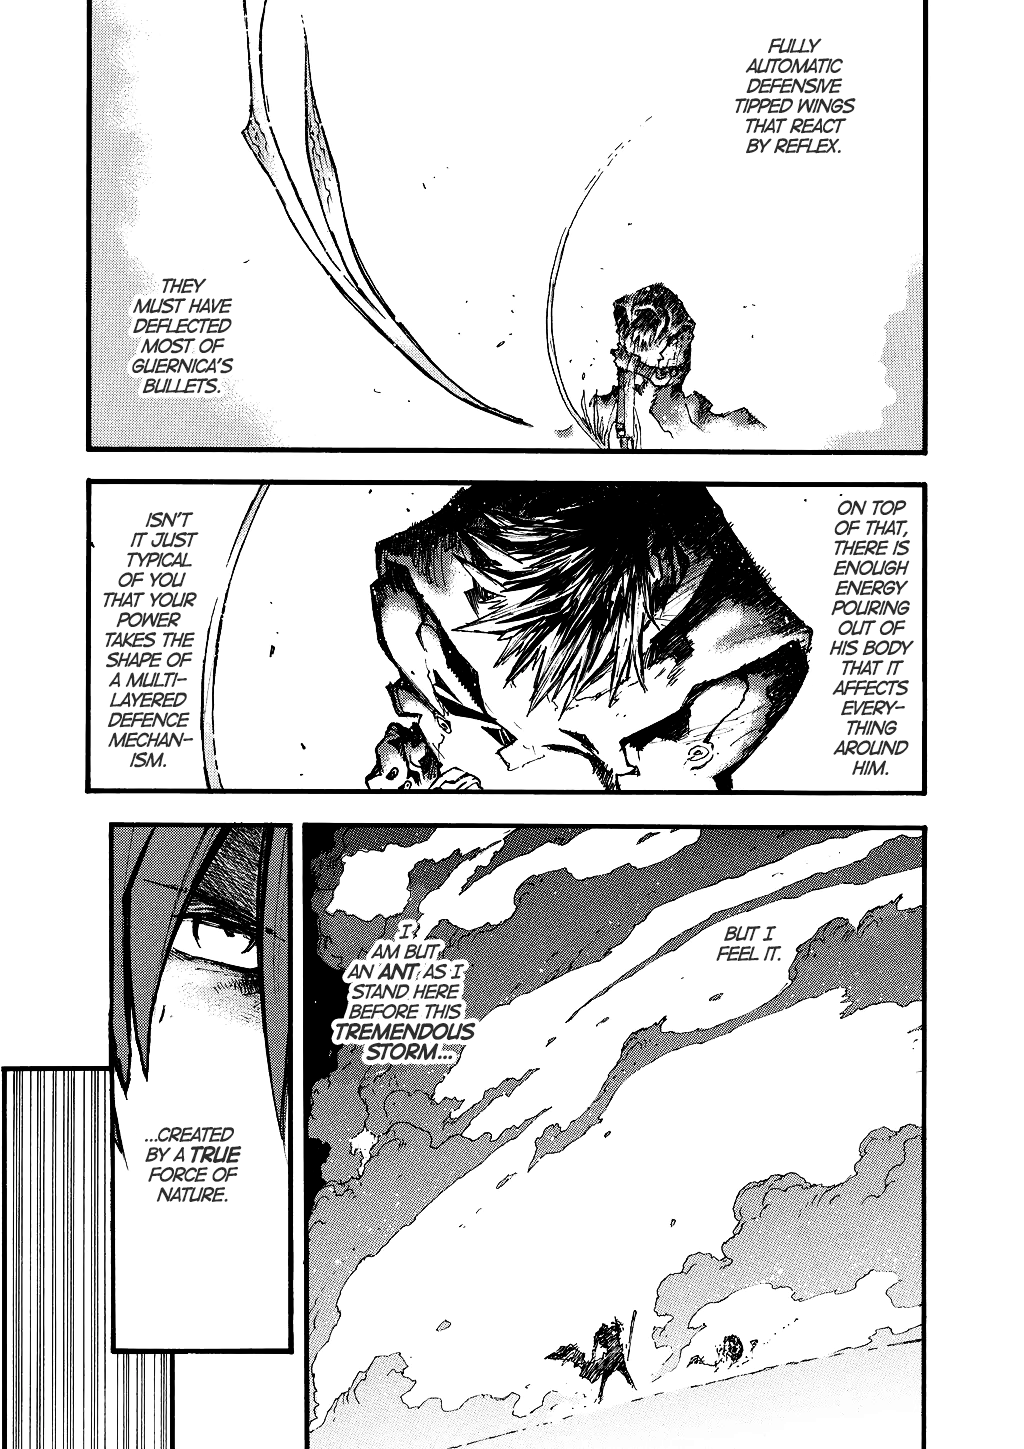 FULLY
AUTOMATIC
DEFENSIVE
TIPPED WINGS
THAT REACT
BY REFLEX.
THEY
MUST HAVE
DEFLECTED
MOST OF
GUERNICA'S
BULLETS.
ON TOP
OF THAT,
THERE IS
ENOUGH
ENERGY
POURING
OUT OF
HIS BODY
THAT IT
AFFECTS
EVERY-
THING
AROUND
HIM.
ISN'T
IT JUST
TYPICAL
OF YOU
THAT YOUR
POWER
TAKES THE
SHAPE OF
A MULTI-
LAYERED
DEFENCE
MECHAN-
ISM.
BUT I
FEEL IT.
I
AM BUT
AN ANT, AS I
STAND HERE
BEFORE THIS
TREMENDOUS
STORM...
...CREATED
BY A TRUE
FORCE OF
NATURE.